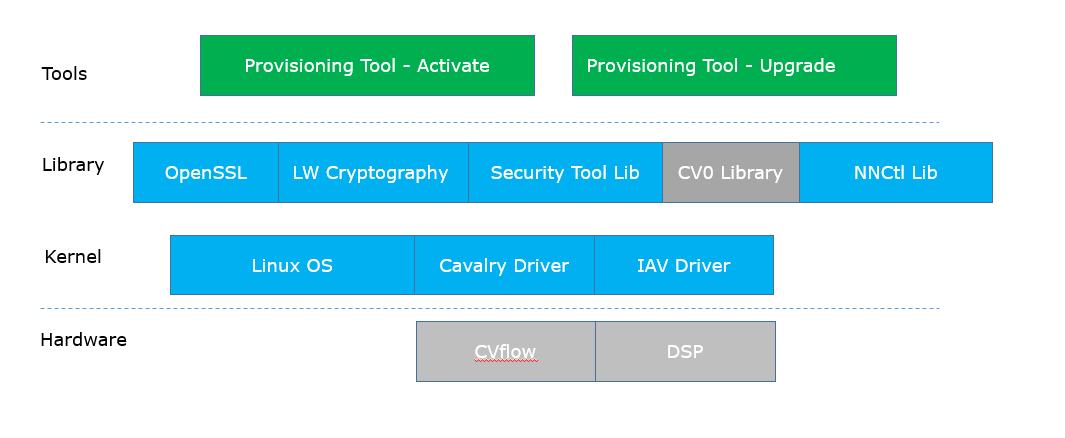 Tools
Provisioning Tool - Activate
Provisioning Tool - Upgrade
Library
OpenSSL
LW Cryptography
Security Tool Lib
CV0 Library
NNCtl Lib
Kernel
Linux OS
Cavalry Driver
IAV Driver
Hardware
CVflow
DSP